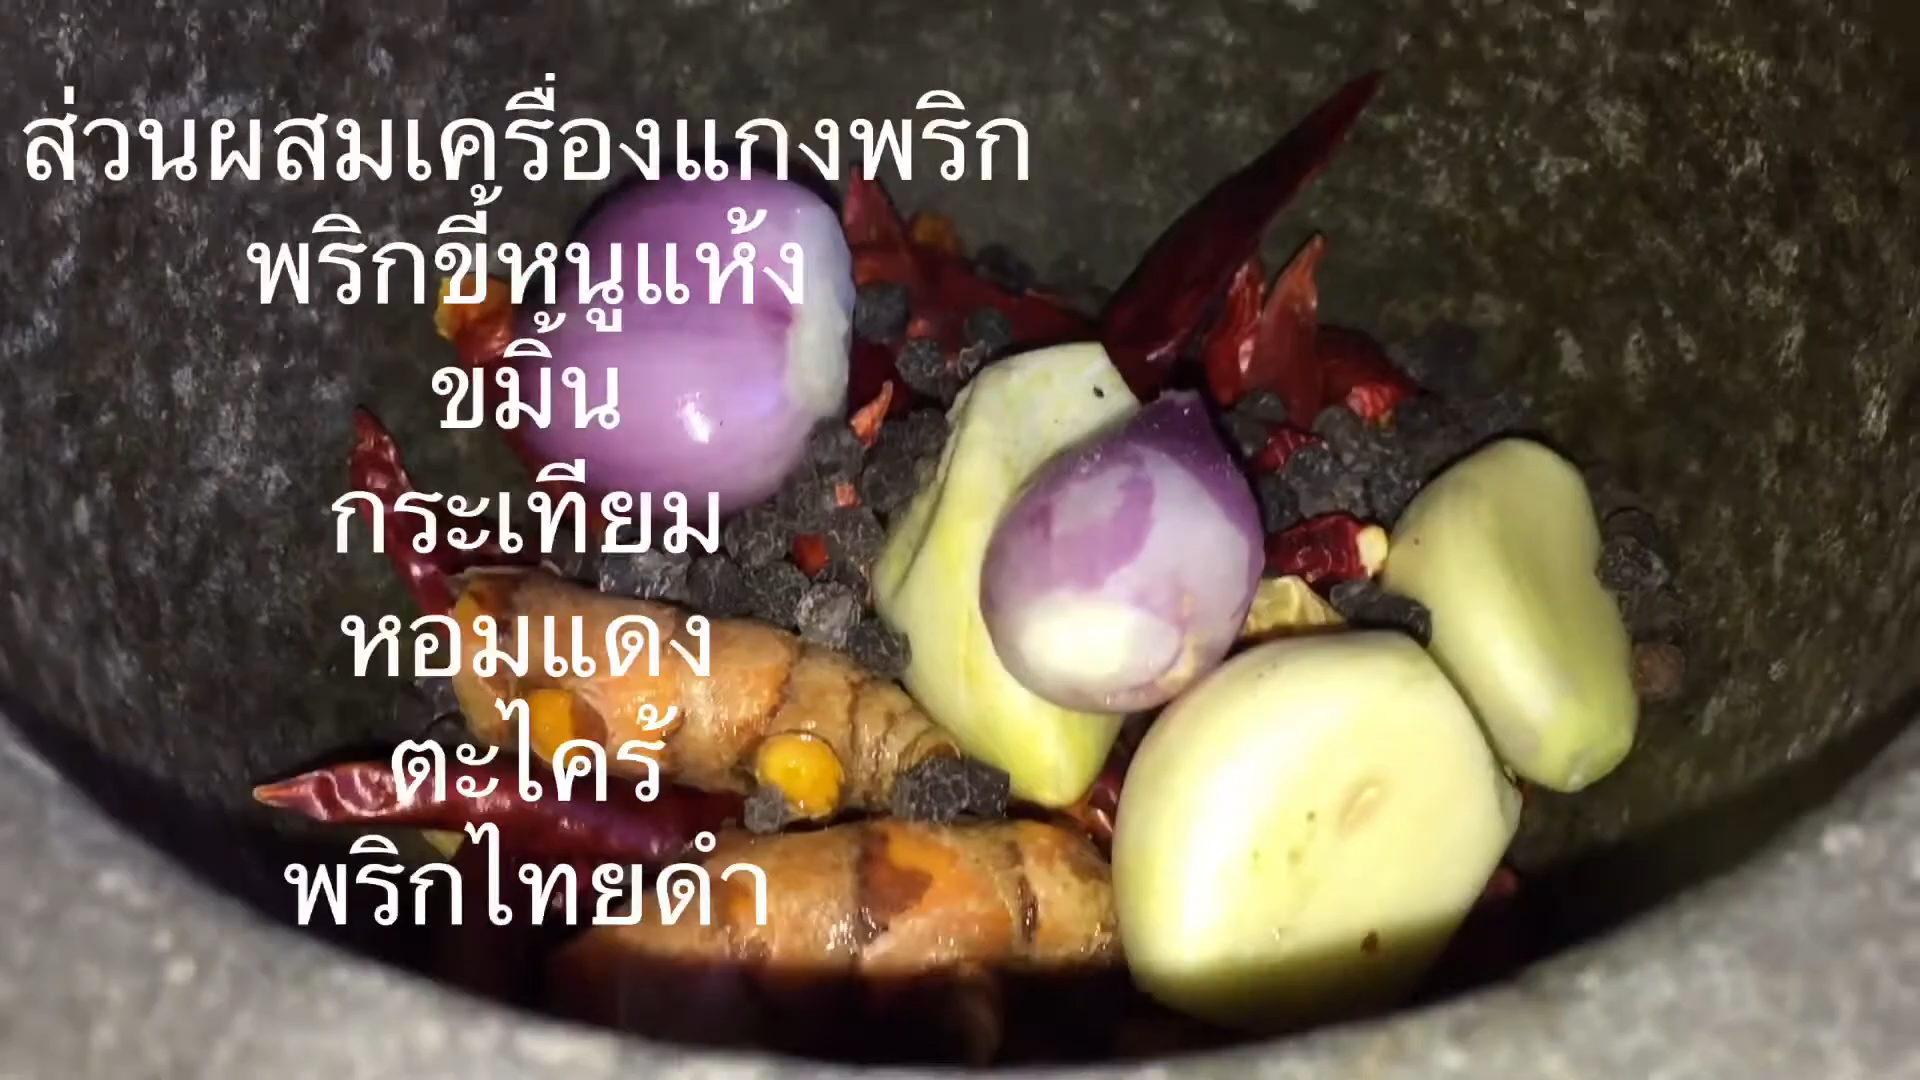 ส่วนผสมเครื่องแกงพริก
พริกขี้หนูแห้ง
ขมิ้น
กระเทียม
หอมแดง
ตะไคร้
พริกไทยดำ